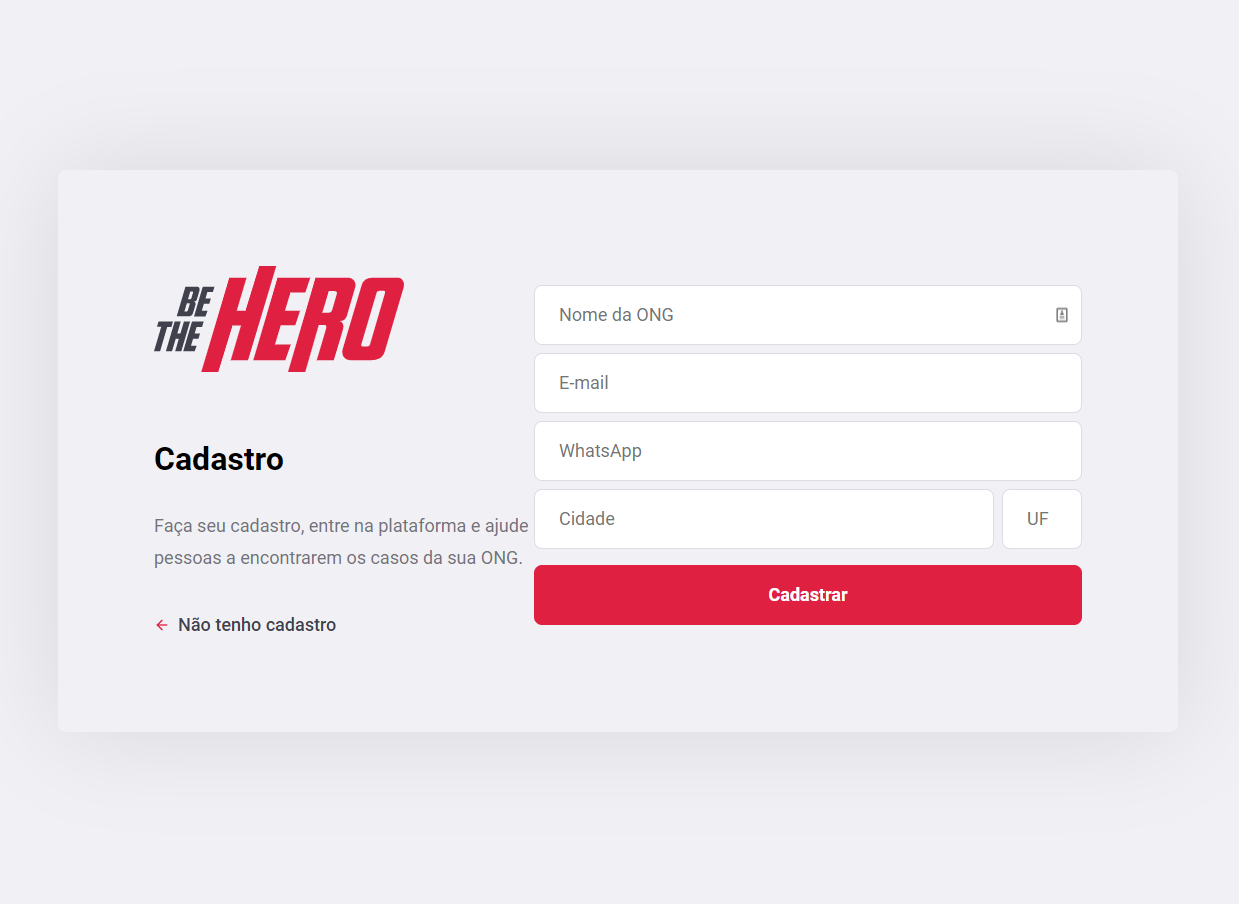 BE
THE HERO
Cadastro
Faça seu cadastro, entre na plataforma e ajude
pessoas a encontrarem os casos da sua ONG.
Não tenho cadastro
Nome da ONG
E-mail
WhatsApp
Cidade UF
Cadastrar